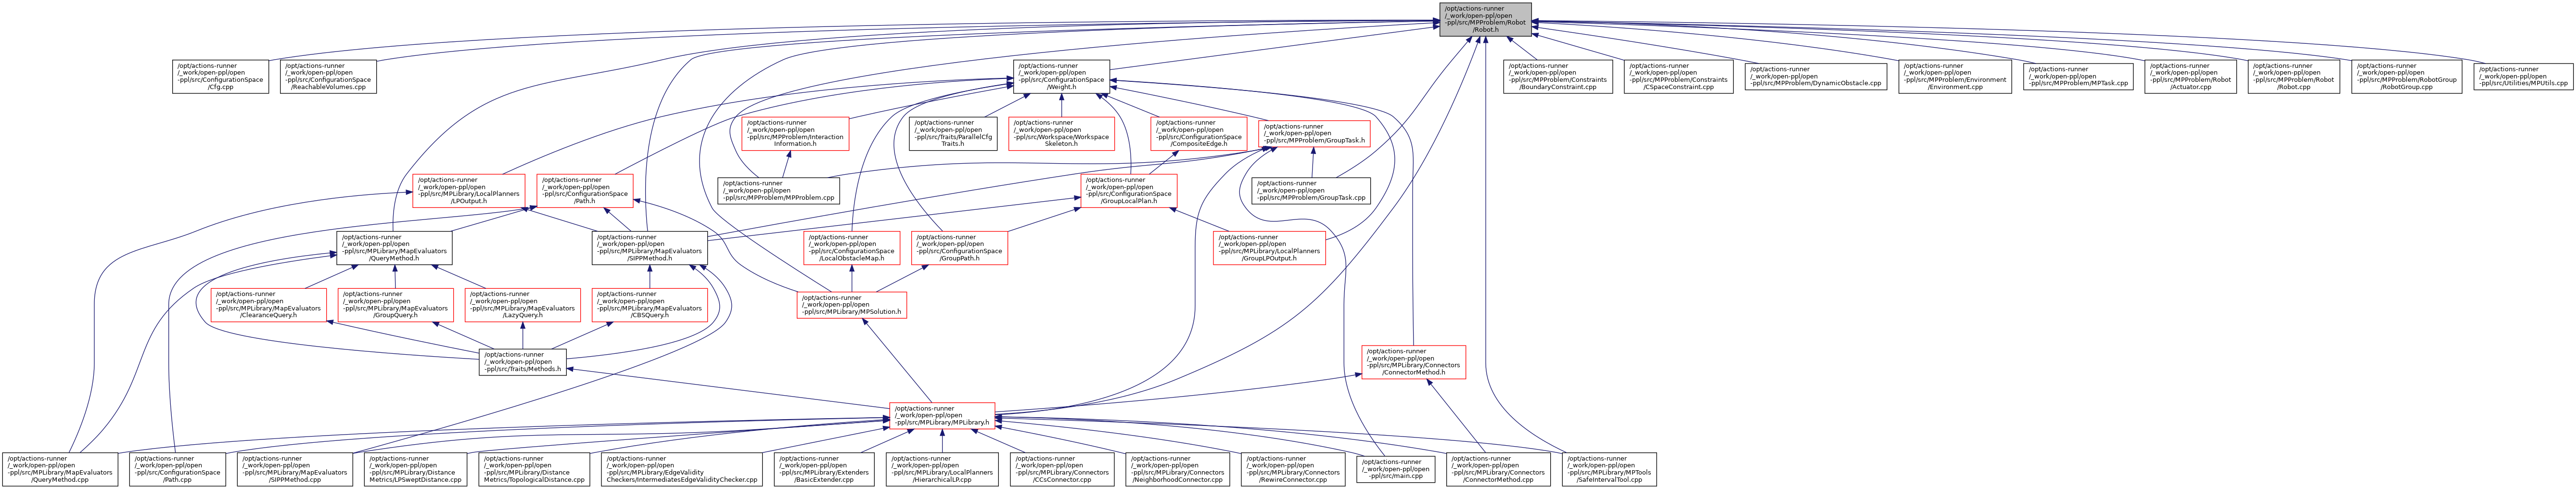 /opt/actions-runner
/_work/open-ppl/open
-ppl/src/MPProblem/Robot
/Robot.h
/opt/actions-runner
/_work/open-ppl/open
-ppl/src/ConfigurationSpace
/Cfg.cpp
/opt/actions-runner
/_work/open-ppl/open
-ppl/src/ConfigurationSpace
/ReachableVolumes.cpp
/opt/actions-runner
/_work/open-ppl/open
-ppl/src/ConfigurationSpace
/Weight.h
/opt/actions-runner
/_work/open-ppl/open
-ppl/src/MPProblem/Constraints
/BoundaryConstraint.cpp
/opt/actions-runner
/_work/open-ppl/open
-ppl/src/MPProblem/Constraints
/CSpaceConstraint.cpp
/opt/actions-runner
/_work/open-ppl/open
-ppl/src/MPProblem/DynamicObstacle.cpp
/opt/actions-runner
/_work/open-ppl/open
-ppl/src/MPProblem/Environment
/Environment.cpp
/opt/actions-runner
/_work/open-ppl/open
-ppl/src/MPProblem/MPTask.cpp
/opt/actions-runner
/_work/open-ppl/open
-ppl/src/MPProblem/Robot
/Actuator.cpp
/opt/actions-runner
/_work/open-ppl/open
-ppl/src/MPProblem/Robot
/Robot.cpp
/opt/actions-runner
/_work/open-ppl/open
-ppl/src/MPProblem/RobotGroup
/RobotGroup.cpp
/opt/actions-runner
/_work/open-ppl/open
-ppl/src/Utilities/MPUtils.cpp
/opt/actions-runner
/_work/open-ppl/open
-ppl/src/MPProblem/Interaction
Information.h
/opt/actions-runner
/_work/open-ppl/open
-ppl/src/Traits/ParallelCfg
Traits.h
/opt/actions-runner
/_work/open-ppl/open
-ppl/src/Workspace/Workspace
Skeleton.h
/opt/actions-runner
/_work/open-ppl/open
-ppl/src/ConfigurationSpace
/CompositeEdge.h
/opt/actions-runner
/_work/open-ppl/open
-ppl/src/MPProblem/GroupTask.h
/opt/actions-runner
/_work/open-ppl/open
-ppl/src/MPLibrary/LocalPlanners
/LPOutput.h
/opt/actions-runner
/_work/open-ppl/open
-ppl/src/ConfigurationSpace
/Path.h
/opt/actions-runner
/_work/open-ppl/open
-ppl/src/MPProblem/MPProblem.cpp
/opt/actions-runner
/_work/open-ppl/open
-ppl/src/ConfigurationSpace
/GroupLocalPlan.h
/opt/actions-runner
/_work/open-ppl/open
-ppl/src/MPProblem/GroupTask.cpp
/opt/actions-runner
/_work/open-ppl/open
-ppl/src/MPLibrary/MapEvaluators
/QueryMethod.h
/opt/actions-runner
/_work/open-ppl/open
-ppl/src/MPLibrary/MapEvaluators
/SIPPMethod.h
/opt/actions-runner
/_work/open-ppl/open
-ppl/src/ConfigurationSpace
/LocalObstacleMap.h
/opt/actions-runner
/_work/open-ppl/open
-ppl/src/ConfigurationSpace
/GroupPath.h
/opt/actions-runner
/_work/open-ppl/open
-ppl/src/MPLibrary/LocalPlanners
/GroupLPOutput.h
/opt/actions-runner
/_work/open-ppl/open
-ppl/src/MPLibrary/MapEvaluators
/ClearanceQuery.h
/opt/actions-runner
/_work/open-ppl/open
-ppl/src/MPLibrary/MapEvaluators
/GroupQuery.h
/opt/actions-runner
/_work/open-ppl/open
-ppl/src/MPLibrary/MapEvaluators
/LazyQuery.h
/opt/actions-runner
/_work/open-ppl/open
-ppl/src/MPLibrary/MapEvaluators
/CBSQuery.h
/opt/actions-runner
/_work/open-ppl/open
-ppl/src/MPLibrary/MPSolution.h
/opt/actions-runner
/_work/open-ppl/open
-ppl/src/Traits/Methods.h
/opt/actions-runner
/_work/open-ppl/open
-ppl/src/MPLibrary/Connectors
/ConnectorMethod.h
/opt/actions-runner
/_work/open-ppl/open
-ppl/src/MPLibrary/MPLibrary.h
/opt/actions-runner
/_work/open-ppl/open
-ppl/src/MPLibrary/MapEvaluators
/QueryMethod.cpp
/opt/actions-runner
/_work/open-ppl/open
-ppl/src/ConfigurationSpace
/Path.cpp
/opt/actions-runner
/_work/open-ppl/open
-ppl/src/MPLibrary/MapEvaluators
/SIPPMethod.cpp
/opt/actions-runner
/_work/open-ppl/open
-ppl/src/MPLibrary/Distance
Metrics/LPSweptDistance.cpp
/opt/actions-runner
/_work/open-ppl/open
-ppl/src/MPLibrary/Distance
Metrics/TopologicalDistance.cpp
/opt/actions-runner
/_work/open-ppl/open
-ppl/src/MPLibrary/EdgeValidity
Checkers/IntermediatesEdgeValidityChecker.cpp
/opt/actions-runner
/_work/open-ppl/open
-ppl/src/MPLibrary/Extenders
/BasicExtender.cpp
/opt/actions-runner
/_work/open-ppl/open
-ppl/src/MPLibrary/LocalPlanners
/HierarchicalLP.cpp
/opt/actions-runner
/_work/open-ppl/open
-ppl/src/MPLibrary/Connectors
/CCsConnector.cpp
/opt/actions-runner
/_work/open-ppl/open
-ppl/src/MPLibrary/Connectors
/NeighborhoodConnector.cpp
/opt/actions-runner
/_work/open-ppl/open
-ppl/src/MPLibrary/Connectors
/RewireConnector.cpp
/opt/actions-runner
/_work/open-ppl/open
-ppl/src/main.cpp
/opt/actions-runner
/_work/open-ppl/open
-ppl/src/MPLibrary/Connectors
/ConnectorMethod.cpp
/opt/actions-runner
/_work/open-ppl/open
-ppl/src/MPLibrary/MPTools
/SafeIntervalTool.cpp